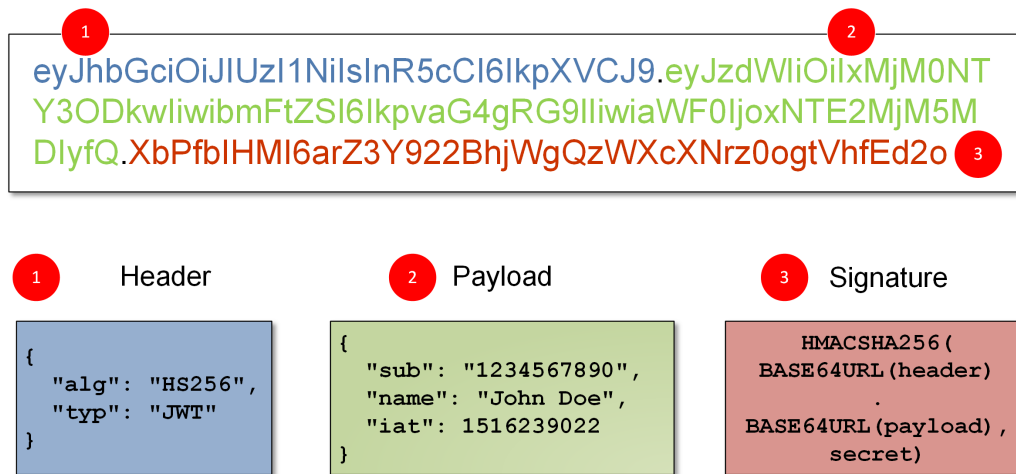 1
2
eyJhbGciOiJIUzI1NiIsInR5cCI6IkpXVCJ9.eyJzdWIiOiIxMjM0NT
Y3ODkwIiwibmFtZSI6IkpvaG4gRG9lIiwiaWF0IjoxNTE2MjM5M
DIyfQ.XbPfbIHMI6arZ3Y922BhjWgQzWXcXNrz0ogtVhfEd2o
3
1 Header
2 Payload
3 Signature
{
"alg": "HS256",
"typ": "JWT"
}
{
"sub": "1234567890",
"name": "John Doe",
"iat": 1516239022
}
HMACSHA256(
BASE64URL(header)
.
BASE64URL(payload),
secret)